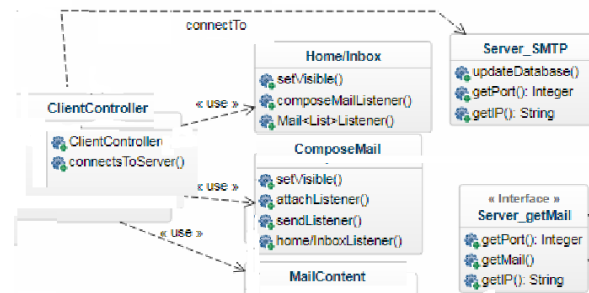 connectTo
Home/Inbox
setVisible()
composeMailListener()
Mail<List>Listener()
Server_SMTP
updateDatabase()
getPort(): Integer
getIP(): String
ClientController
ClientController
connectsToServer()
« use »
« use »
« use »
ComposeMail
setVisible()
attachListener()
sendListener()
home/InboxListener()
« Interface »
Server_getMail
getPort(): Integer
getMail()
getIP(): String
MailContent